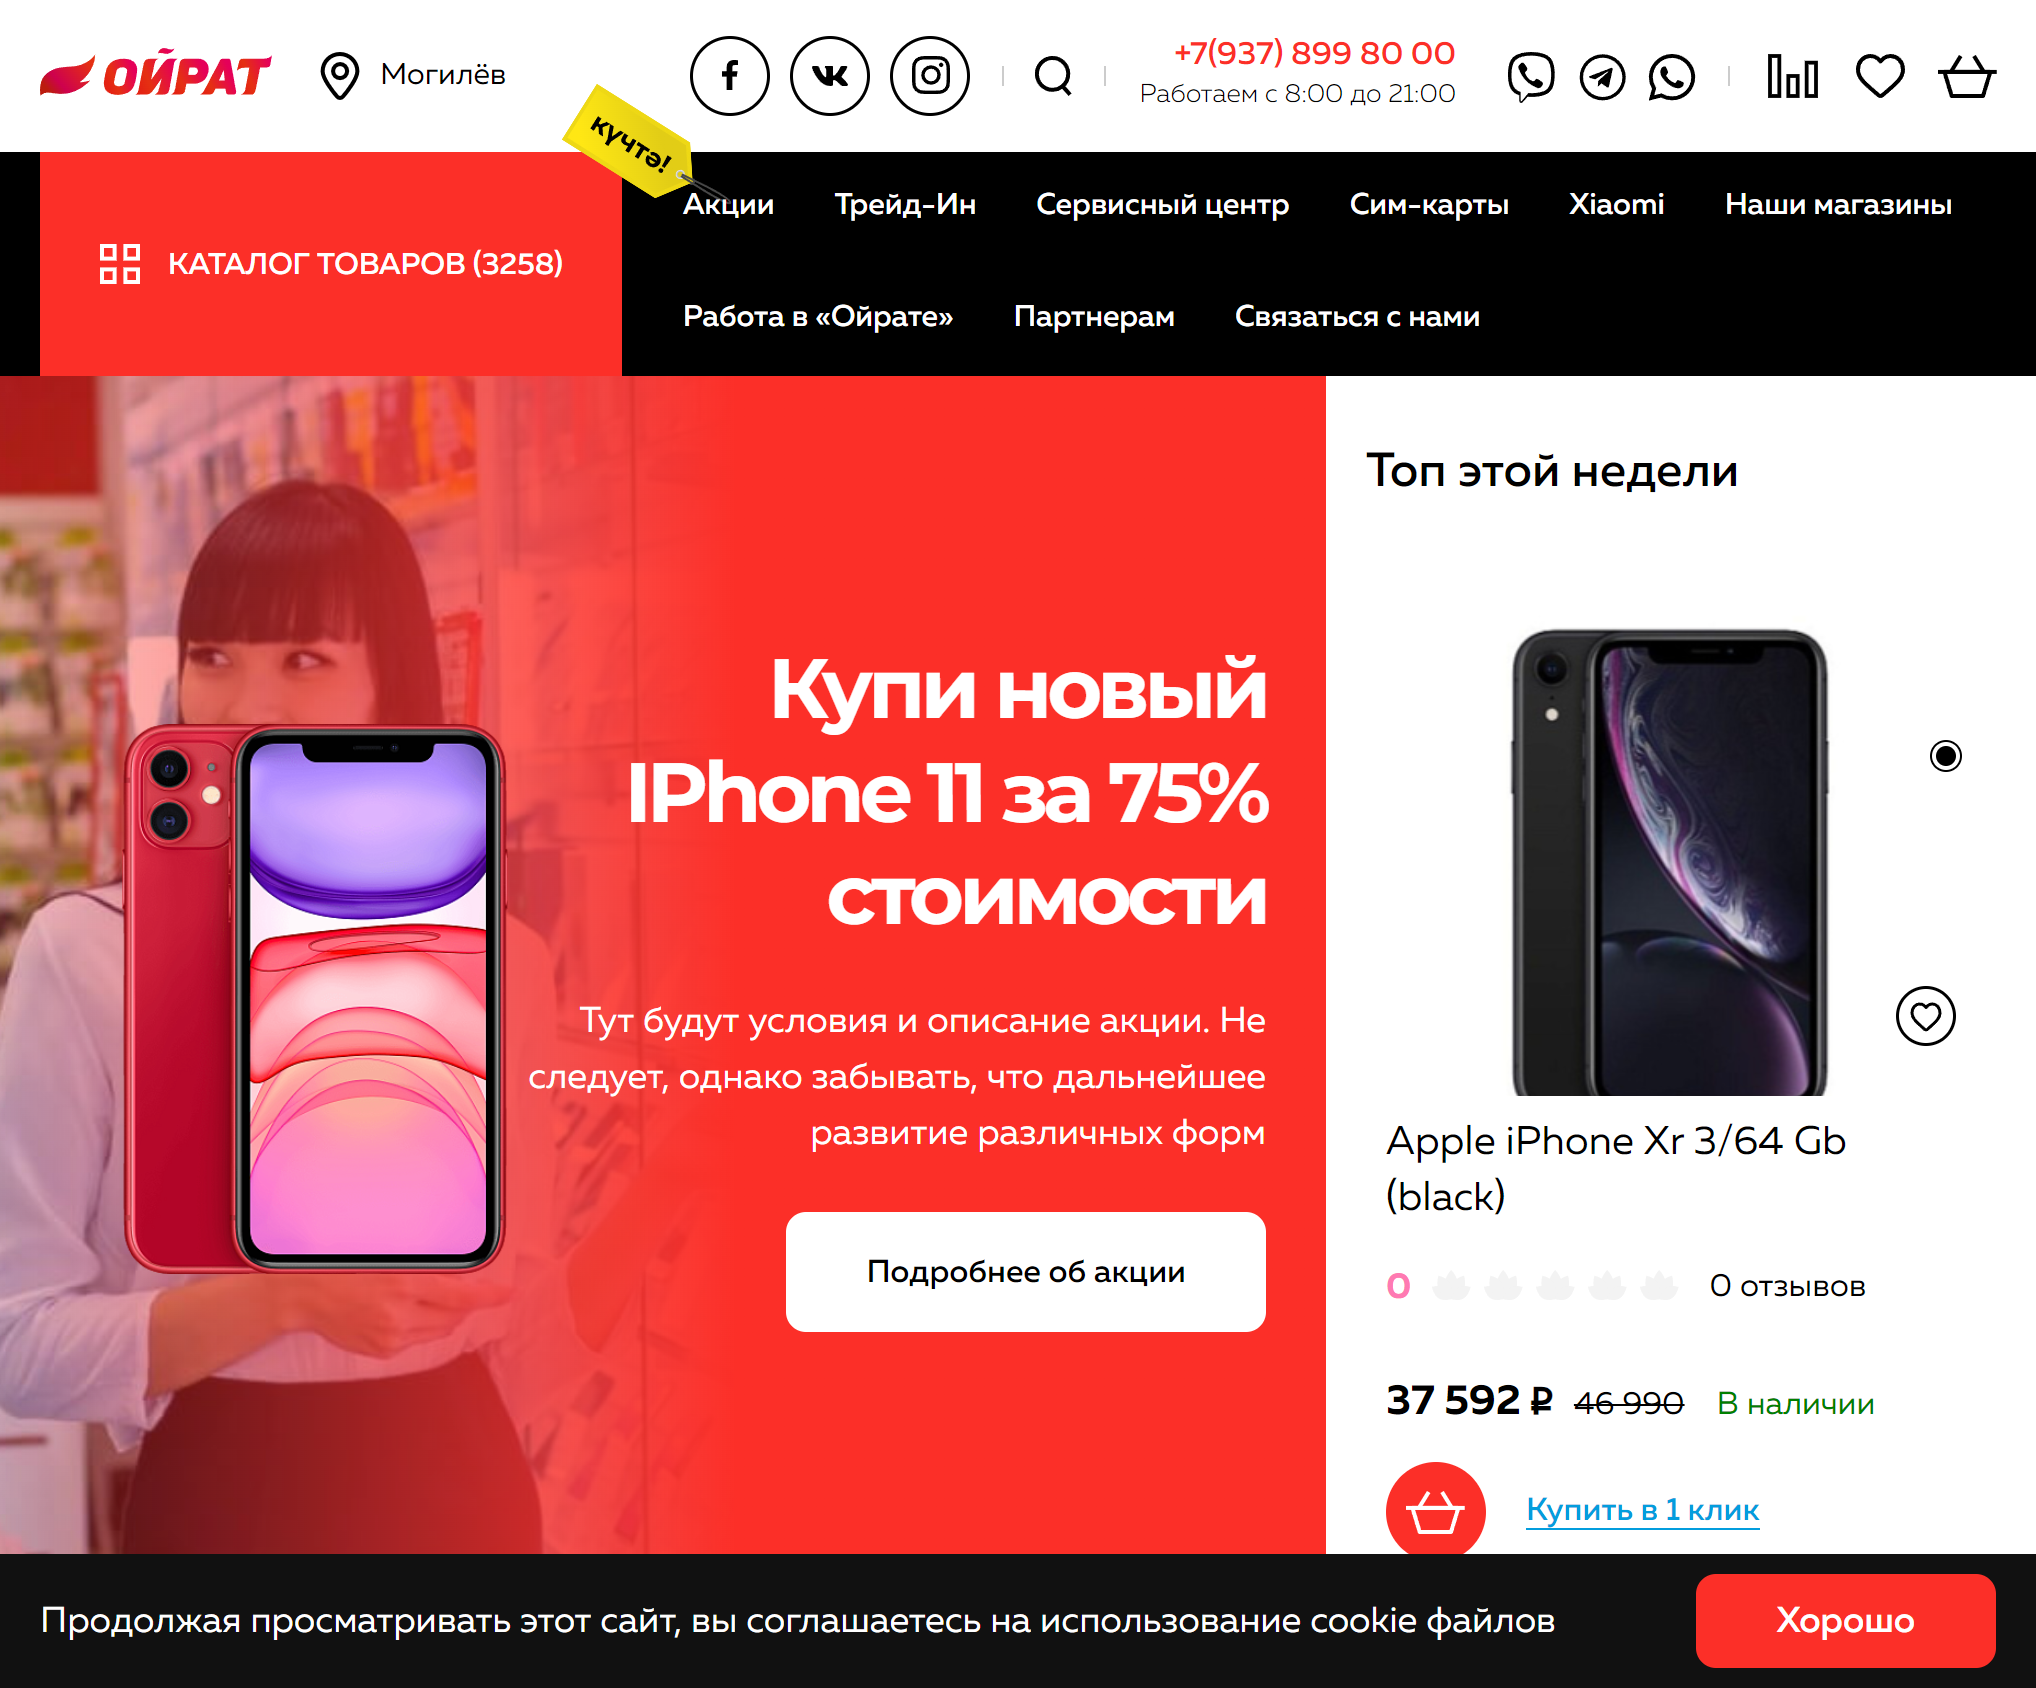 ОЙРАТ
Могилёв
+7(937) 899 80 00
Работаем с 8:00 до 21:00
күчтә!
КАТАЛОГ ТОВАРОВ (3258)
Акции
Трейд-Ин
Сервисный центр
Сим-карты
Xiaomi
Наши магазины
Работа в «Ойрате»
Партнерам
Связаться с нами
Купи новый
IPhone 11 за 75%
стоимости
Тут будут условия и описание акции. Не
следует, однако забывать, что дальнейшее
развитие различных форм
Подробнее об акции
Топ этой недели
Apple iPhone Xr 3/64 Gb
(black)
0
0 отзывов
37 592 ₽
46 990
В наличии
Купить в 1 клик
Продолжая просматривать этот сайт, вы соглашаетесь на использование cookie файлов
Хорошо